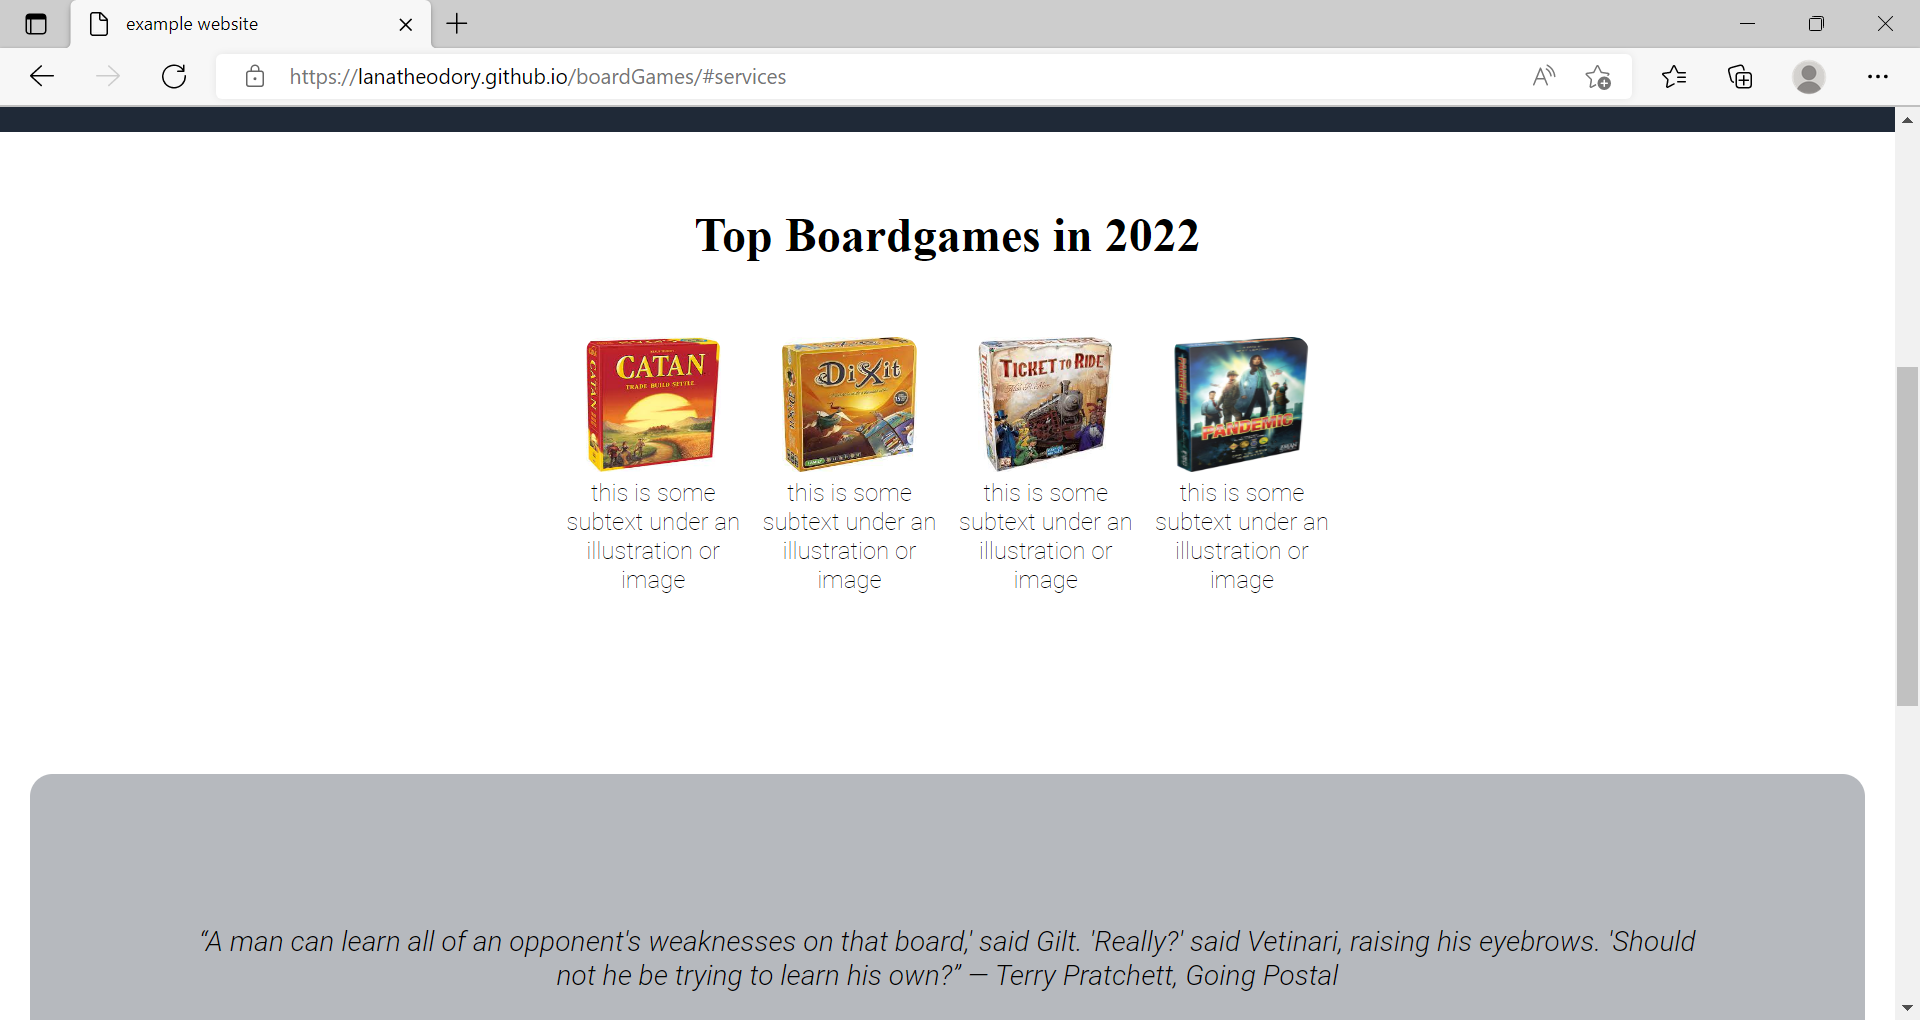 example website
https://lanatheodory.github.io/boardGames/#services
Top Boardgames in 2022
CATAN
TRADE BUILD SETTLE
CATAN
DiXit
DiXit
TICKET TO RIDE
PANDEMIC
this is some
subtext under an
illustration or
image
this is some
subtext under an
illustration or
image
this is some
subtext under an
illustration or
image
this is some
subtext under an
illustration or
image
“A man can learn all of an opponent's weaknesses on that board,' said Gilt. 'Really?' said Vetinari, raising his eyebrows. 'Should
not he be trying to learn his own?” — Terry Pratchett, Going Postal